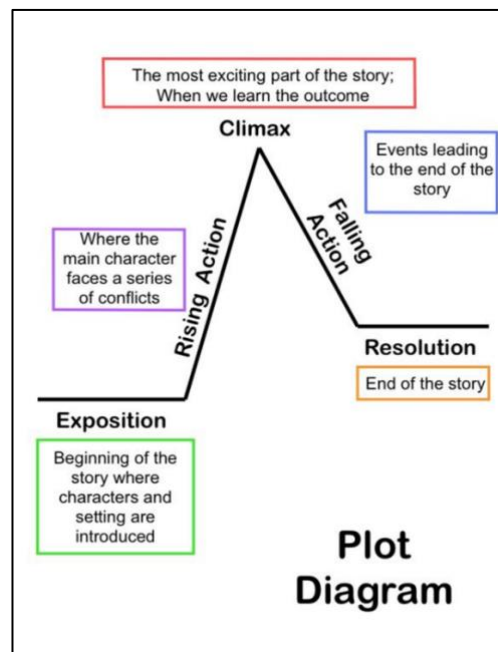 The most exciting part of the story;
When we learn the outcome
Climax
Events leading
to the end of the
story
Falling
Action
Where the
main character
faces a series
of conflicts
Rising Action
Resolution
End of the story
Exposition
Beginning of the
story where
characters and
setting are
introduced
Plot
Diagram